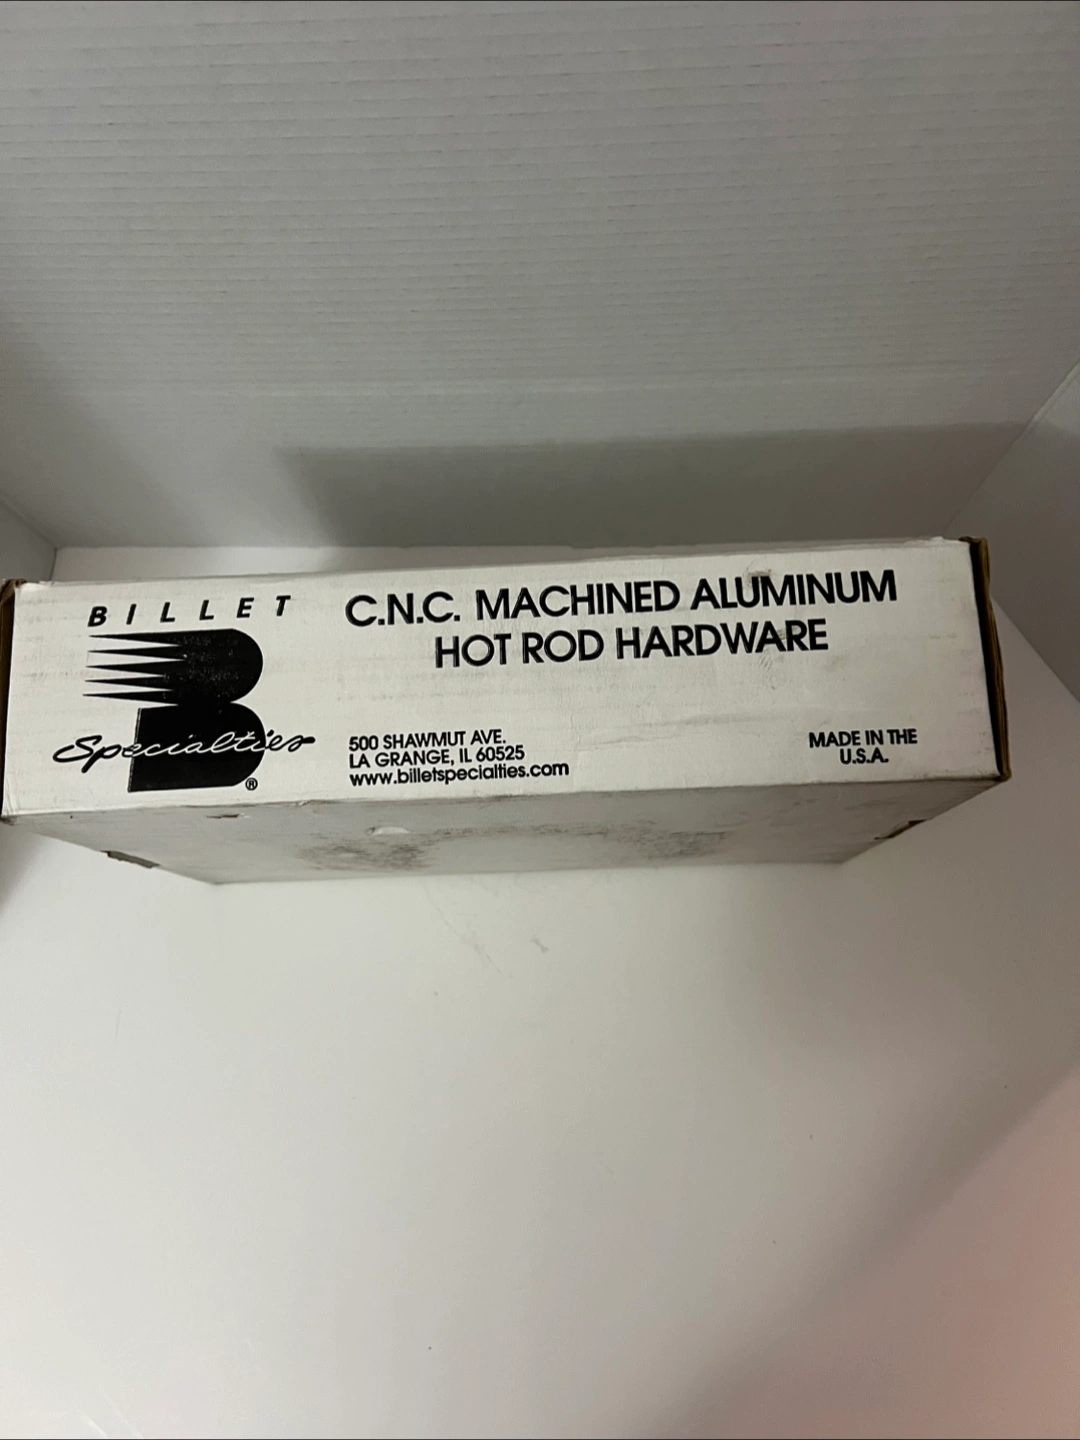 BILLET
Specialties®
C.N.C. MACHINED ALUMINUM
HOT ROD HARDWARE
500 SHAWMUT AVE.
LA GRANGE, IL 60525
www.billetspecialties.com
MADE IN THE
U.S.A.